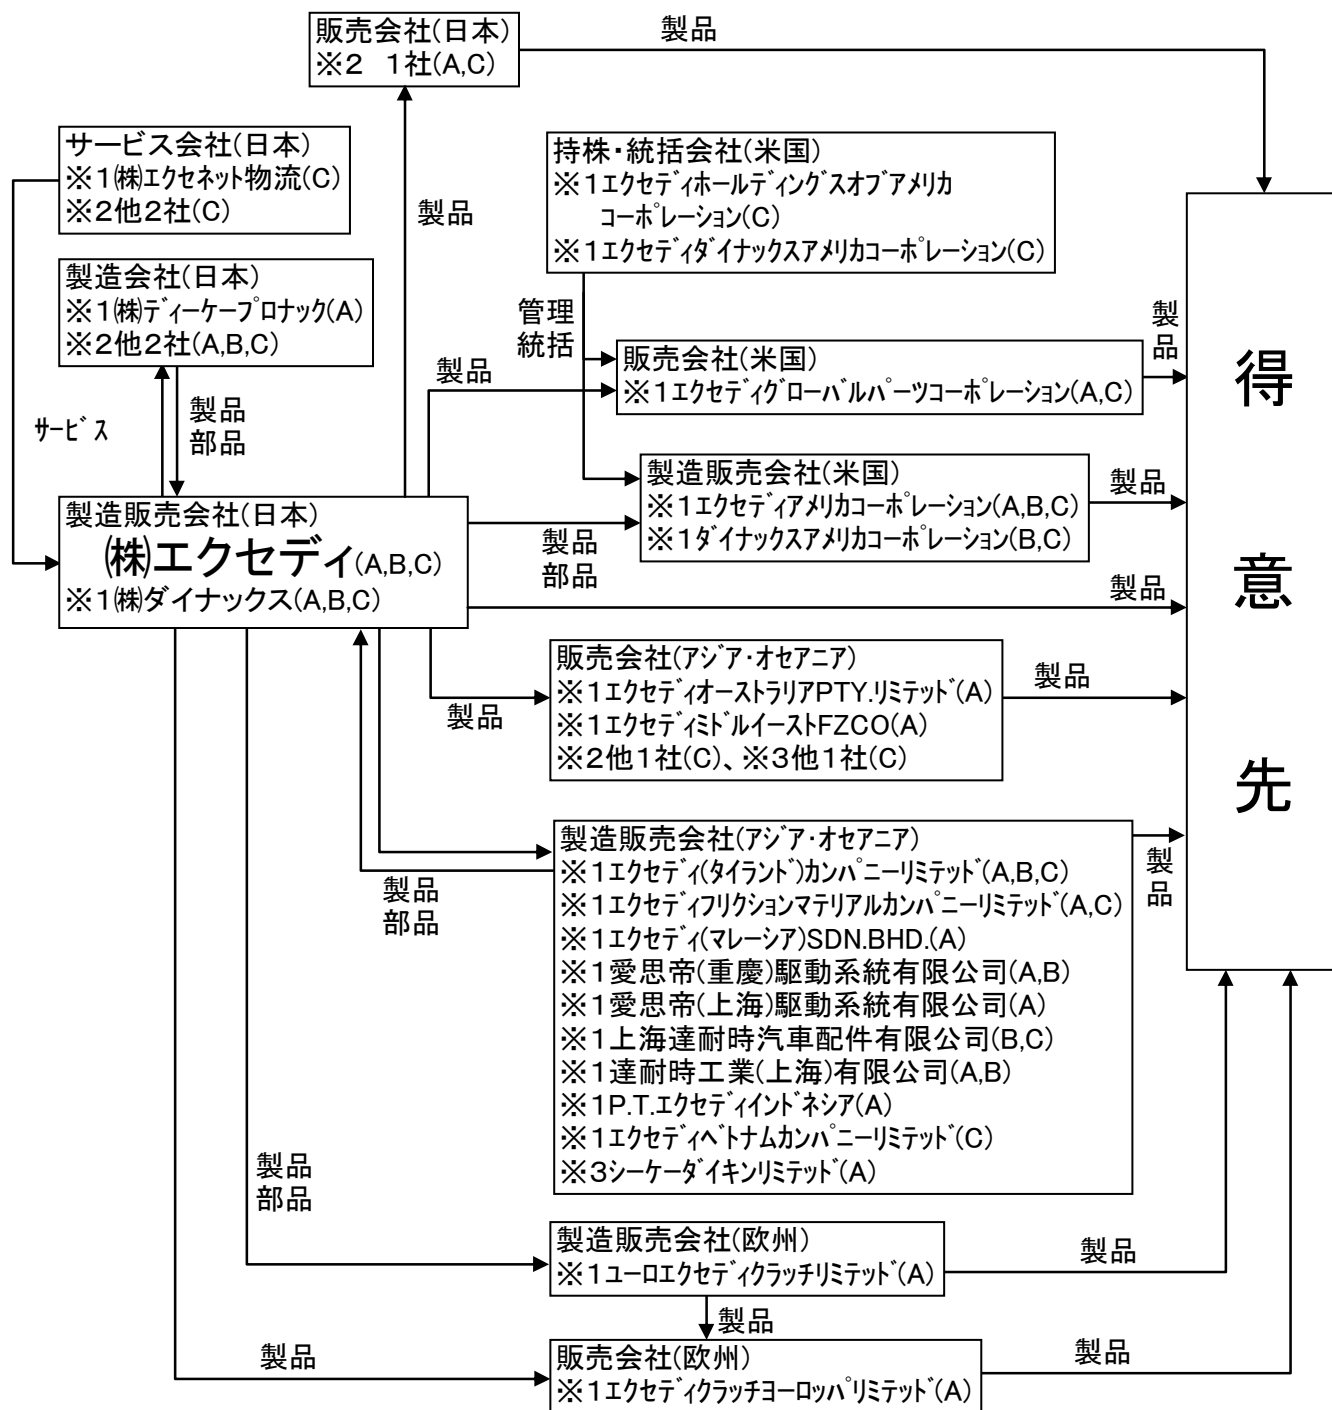 販売会社(日本)
※2　1社(A,C)
製品
サービス会社(日本)
※1㈱エクセネット物流(C)
※2他2社(C)
製品
持株・統括会社(米国)
※1エクセディホールディングスオブアメリカ
コーポレーション(C)
※1エクセディダイナックスアメリカコーポレーション(C)
製造会社(日本)
※1㈱ディーケープロナック(A)
※2他2社(A,B,C)
管理
統括
製品
販売会社(米国)
※1エクセディグローバルパーツコーポレーション(A,C)
製
品
得
意
先
サービス
製品
部品
製造販売会社(米国)
※1エクセディアメリカコーポレーション(A,B,C)
※1ダイナックスアメリカコーポレーション(B,C)
製品
製造販売会社(日本)
㈱エクセディ(A,B,C)
※1㈱ダイナックス(A,B,C)
製品
部品
製品
販売会社(アジア・オセアニア)
※1エクセディオーストラリアPTY.リミテッド(A)
※1エクセディミドルイーストFZCO(A)
※2他1社(C)、※3他1社(C)
製品
製品
製造販売会社(アジア・オセアニア)
※1エクセディ(タイランド)カンパニーリミテッド(A,B,C)
※1エクセディフリクションマテリアルカンパニーリミテッド(A,C)
※1エクセディ(マレーシア)SDN.BHD.(A)
※1愛思帝(重慶)駆動系統有限公司(A,B)
※1愛思帝(上海)駆動系統有限公司(A)
※1上海達耐時汽車配件有限公司(B,C)
※1達耐時工業(上海)有限公司(A,B)
※1P.T.エクセディインドネシア(A)
※1エクセディベトナムカンパニーリミテッド(C)
※3シーケーダイキンリミテッド(A)
製品
部品
製
品
製品
部品
製造販売会社(欧州)
※1ユーロエクセディクラッチリミテッド(A)
製品
製品
製品
販売会社(欧州)
※1エクセディクラッチヨーロッパリミテッド(A)
製品